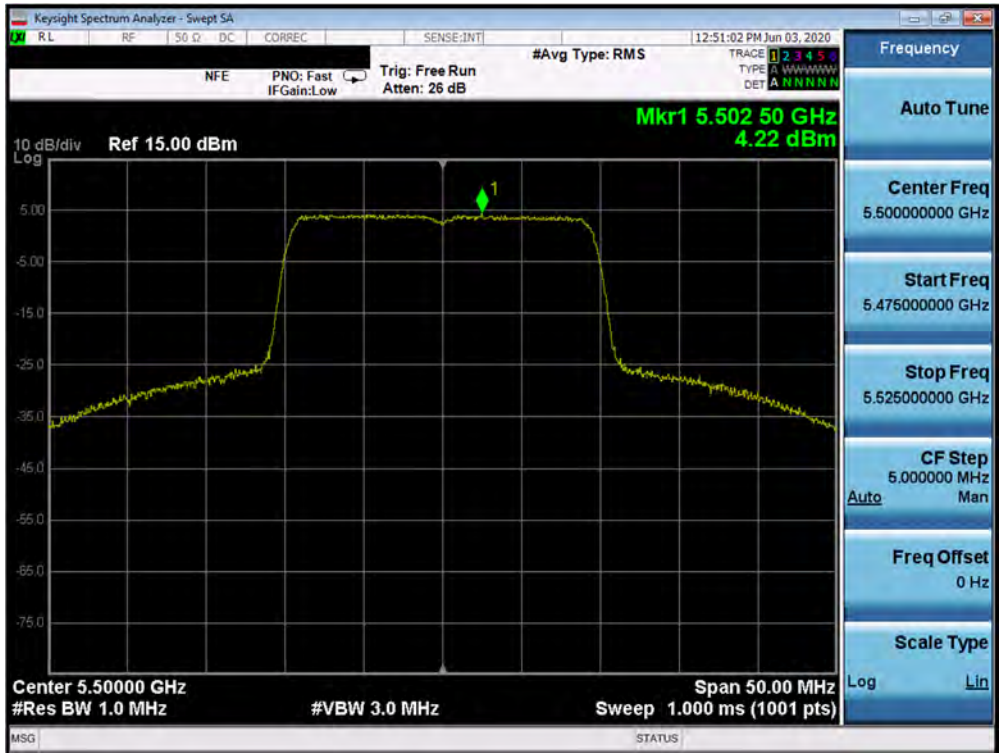 Keysight Spectrum Analyzer - Swept SA
LXI RL RF 50 Ω DC CORREC SENSE:INT 12:51:02 PM Jun 03, 2020
NFE PNO: Fast Trig: Free Run #Avg Type: RMS TRACE 1 2 3 4 5 6
IFGain:Low Atten: 26 dB TYPE A WWWWW
DET A N N N N N
Mkr1 5.502 50 GHz
4.22 dBm
10 dB/div Ref 15.00 dBm
Log
1
5.00
-5.00
-15.0
-25.0
-35.0
-45.0
-55.0
-65.0
-75.0
Center 5.50000 GHz Span 50.00 MHz
#Res BW 1.0 MHz #VBW 3.0 MHz Sweep 1.000 ms (1001 pts)
MSG STATUS
Frequency
Auto Tune
Center Freq
5.500000000 GHz
Start Freq
5.475000000 GHz
Stop Freq
5.525000000 GHz
CF Step
5.000000 MHz
Auto Man
Freq Offset
0 Hz
Scale Type
Log Lin